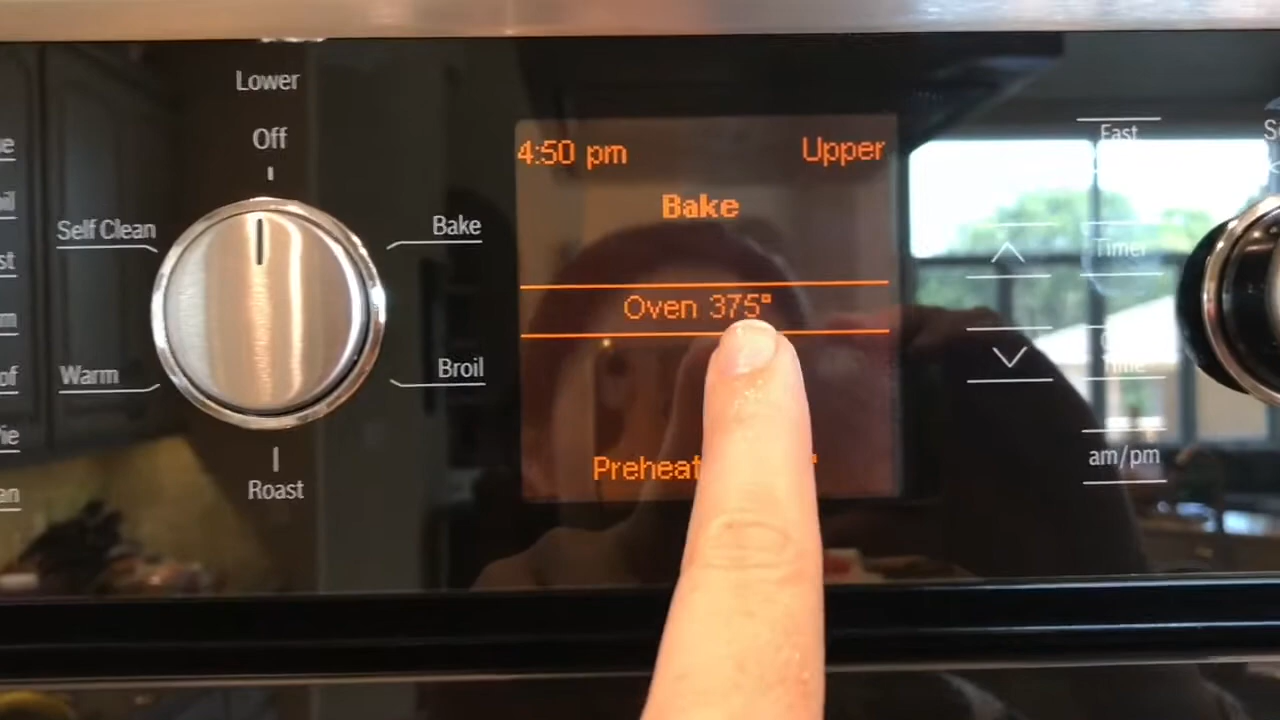 Lower
Off
Self Clean
Bake
Warm
Broil
Roast
4:50 pm
Upper
Bake
Oven 375°
Preheat
Fast
Timer
Time
am/pm